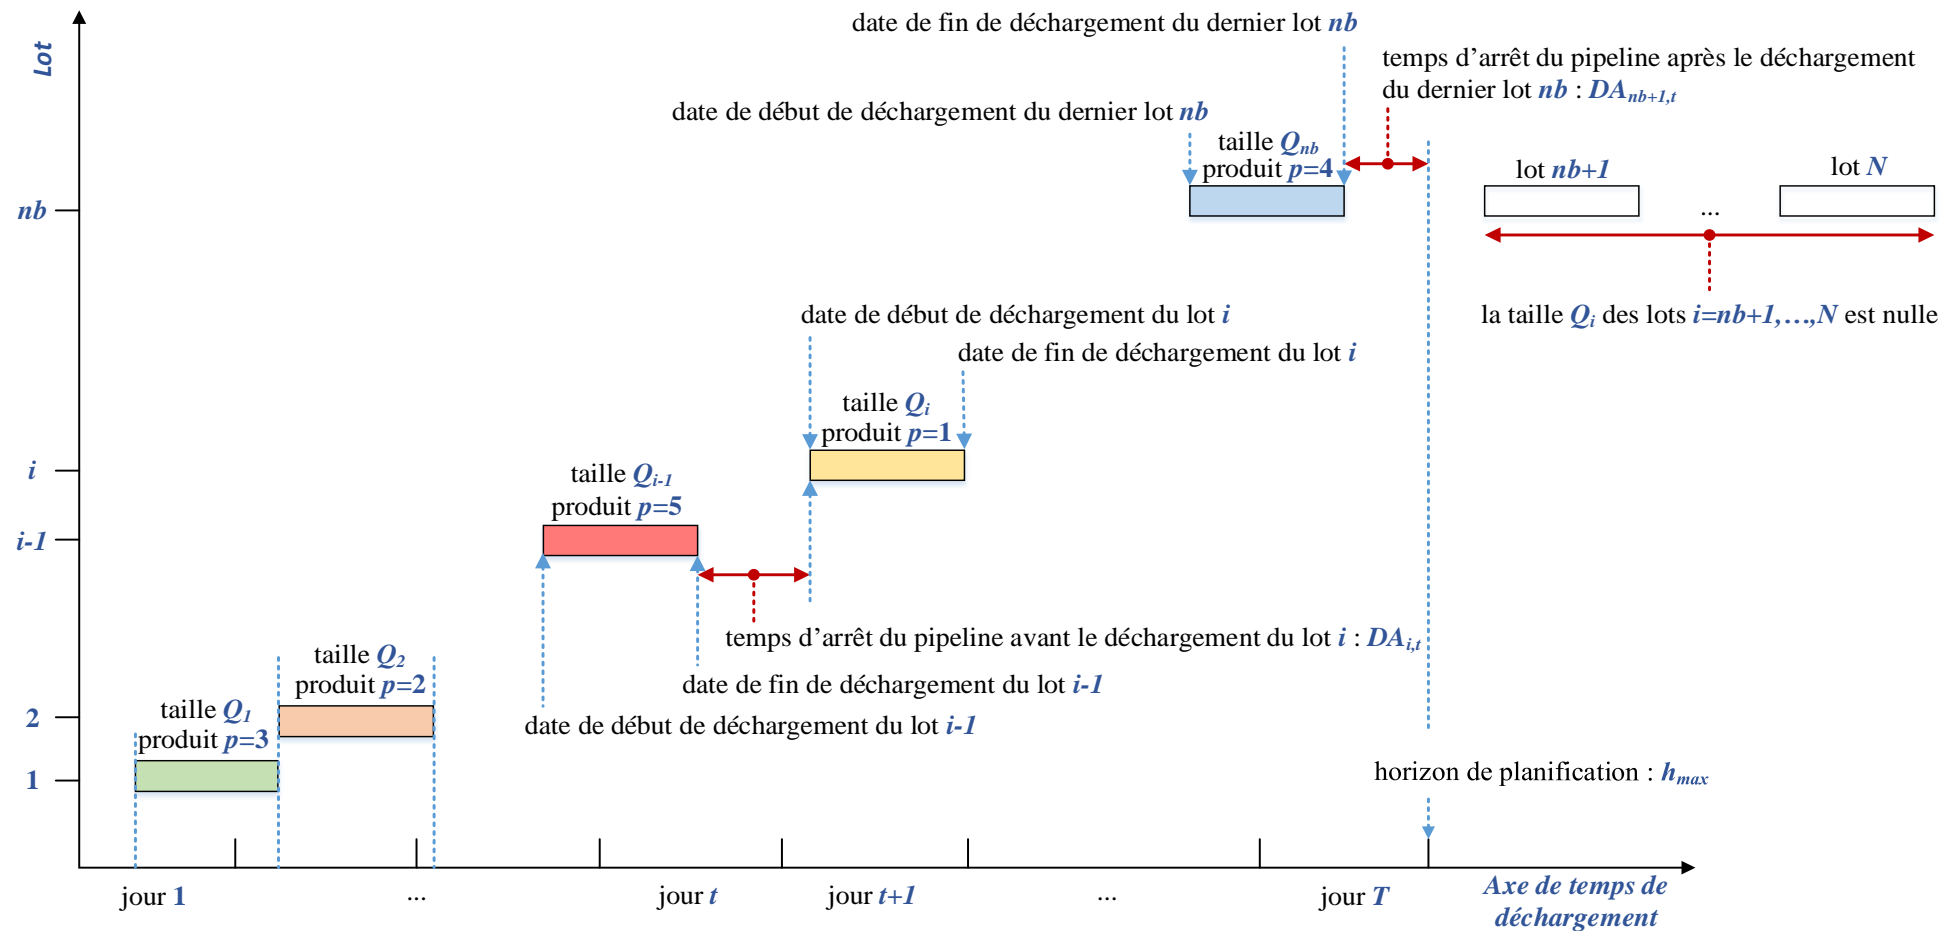 Lot
date de fin de déchargement du dernier lot nb
temps d’arrêt du pipeline après le déchargement
du dernier lot nb : DAnb+1,t
date de début de déchargement du dernier lot nb
taille Qnb
produit p=4
lot nb+1
lot N
nb
...
date de début de déchargement du lot i
la taille Qi des lots i=nb+1,…,N est nulle
date de fin de déchargement du lot i
taille Qi
produit p=1
i
taille Qi-1
produit p=5
i-1
temps d’arrêt du pipeline avant le déchargement du lot i : DAi,t
taille Q2
produit p=2
date de fin de déchargement du lot i-1
2
taille Q1
produit p=3
date de début de déchargement du lot i-1
1
horizon de planification : hmax
jour 1
...
jour t
jour t+1
...
jour T
Axe de temps de
déchargement